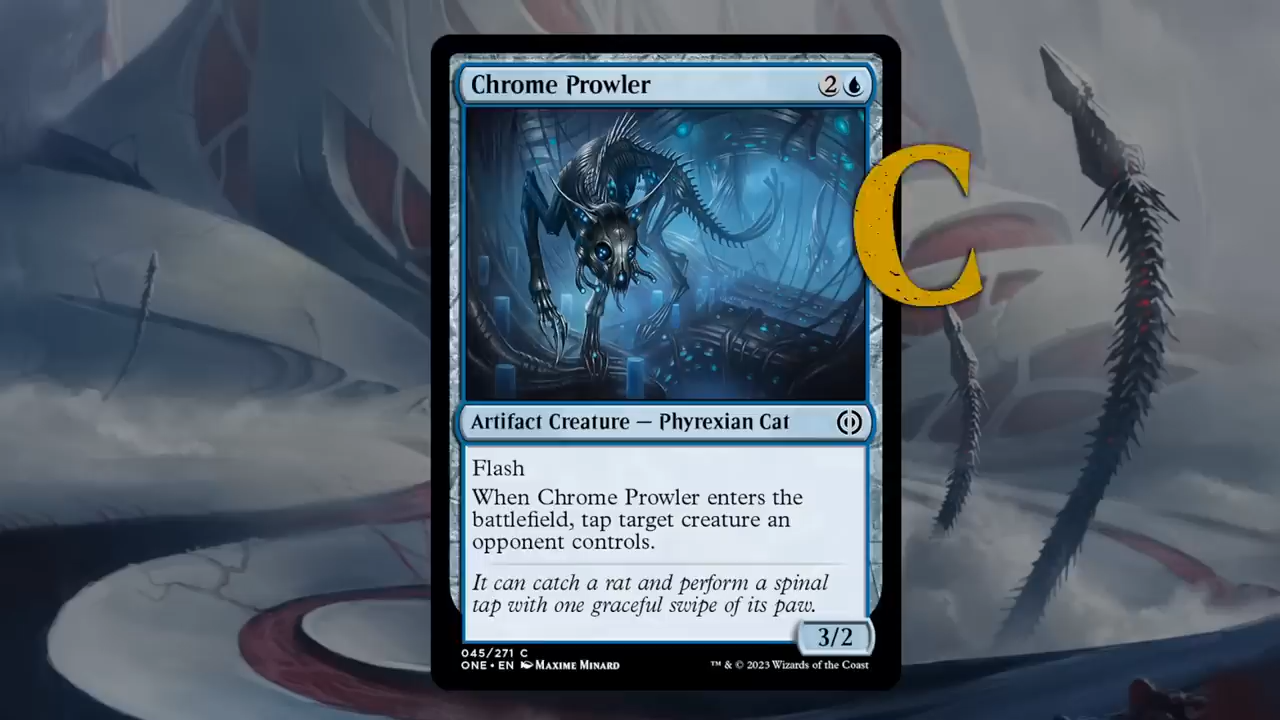 Chrome Prowler 2
C
Artifact Creature — Phyrexian Cat
Flash
When Chrome Prowler enters the
battlefield, tap target creature an
opponent controls.
It can catch a rat and perform a spinal
tap with one graceful swipe of its paw.
3/2
045/271 C
ONE • EN Maxime Minard
™ & © 2023 Wizards of the Coast